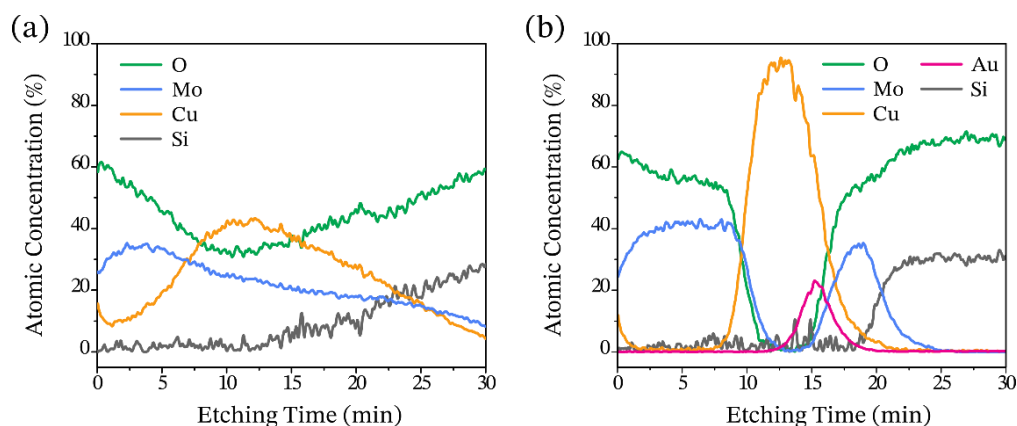 (a)
100
80
60
40
20
0
Atomic Concentration (%)
O
Mo
Cu
Si
0 5 10 15 20 25 30
Etching Time (min)
(b)
100
80
60
40
20
0
Atomic Concentration (%)
O Au
Mo Si
Cu
0 5 10 15 20 25 30
Etching Time (min)